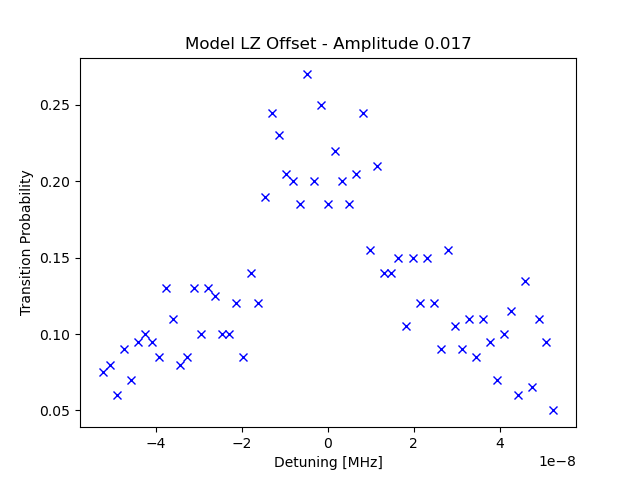 Model LZ Offset - Amplitude 0.017
Transition Probability
0.25
0.20
0.15
0.10
0.05
−4
−2
0
2
4
1e−8
Detuning [MHz]